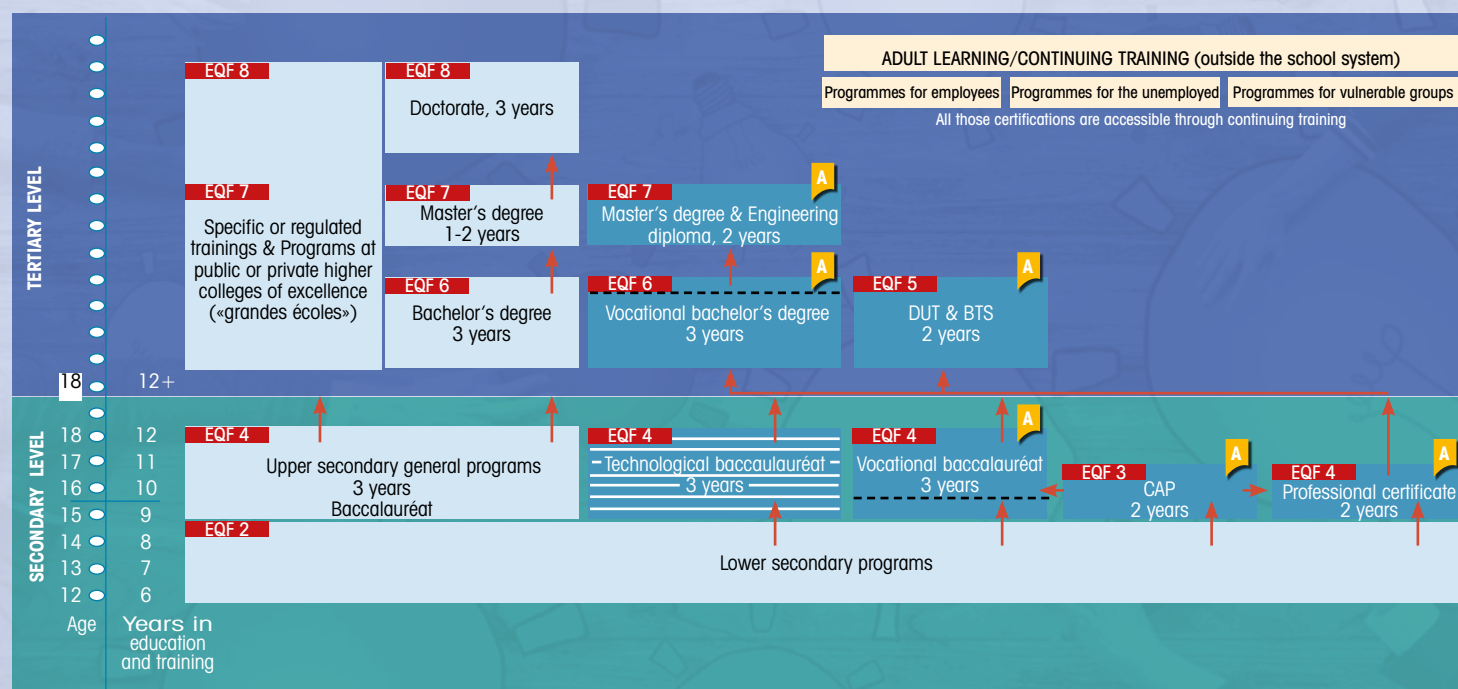 ADULT LEARNING/CONTINUING TRAINING (outside the school system)
Programmes for employees
Programmes for the unemployed
Programmes for vulnerable groups
All those certifications are accessible through continuing training
TERTIARY LEVEL
EQF 8
EQF 8
Doctorate, 3 years
EQF 7
Specific or regulated
trainings & Programs at
public or private higher
colleges of excellence
(«grandes écoles»)
EQF 7
Master's degree
1-2 years
EQF 7
A
Master's degree & Engineering
diploma, 2 years
EQF 6
Bachelor's degree
3 years
EQF 6
A
Vocational bachelor's degree
3 years
EQF 5
A
DUT & BTS
2 years
18
12+
SECONDARY LEVEL
18
12
17
11
16
10
15
9
14
8
13
7
12
6
Age
Years in
education
and training
EQF 4
Upper secondary general programs
3 years
Baccalauréat
EQF 4
Technological baccaulauréat
3 years
EQF 4
A
Vocational baccalauréat
3 years
EQF 3
A
CAP
2 years
EQF 4
A
Professional certificate
2 years
EQF 2
Lower secondary programs